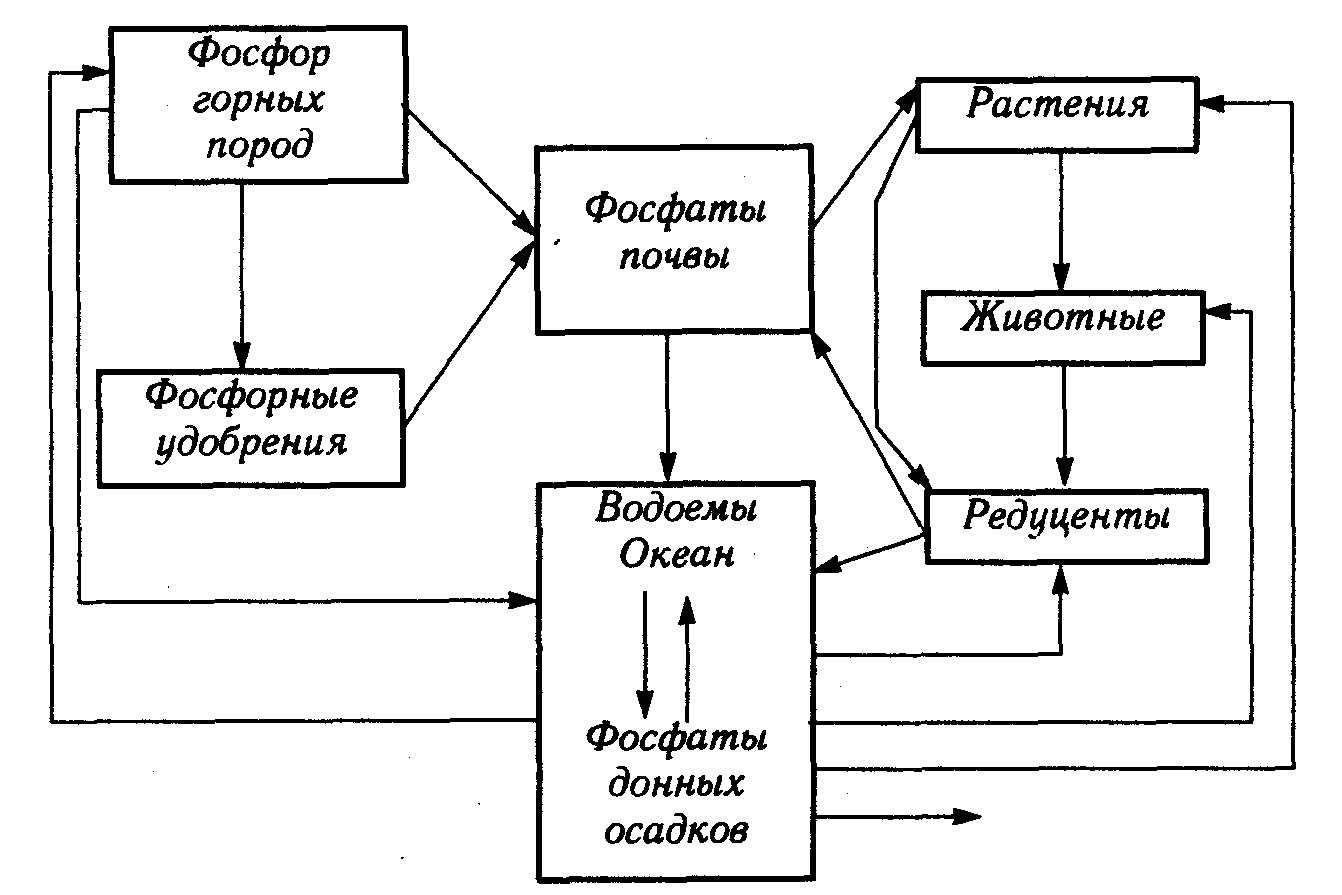 Фосфор
горных
пород
Растения
Фосфаты
почвы
Животные
Фосфорные
удобрения
Редуценты
Водоемы
Океан
Фосфаты
донных
осадков